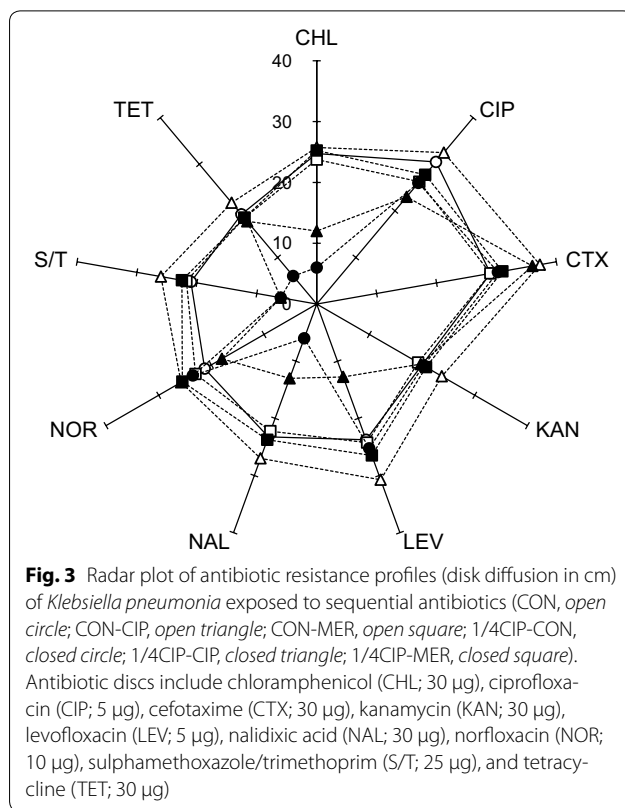 CHL
40
TET
30
CIP
20
10
S/T
CTX
0
NOR
KAN
NAL
LEV
Fig. 3 Radar plot of antibiotic resistance profiles (disk diffusion in cm)
of Klebsiella pneumonia exposed to sequential antibiotics (CON, open
circle; CON-CIP, open triangle; CON-MER, open square; 1/4CIP-CON,
closed circle; 1/4CIP-CIP, closed triangle; 1/4CIP-MER, closed square).
Antibiotic discs include chloramphenicol (CHL; 30 μg), ciprofloxa-
cin (CIP; 5 μg), cefotaxime (CTX; 30 μg), kanamycin (KAN; 30 μg),
levofloxacin (LEV; 5 μg), nalidixic acid (NAL; 30 μg), norfloxacin (NOR;
10 μg), sulphamethoxazole/trimethoprim (S/T; 25 μg), and tetracy-
cline (TET; 30 μg)